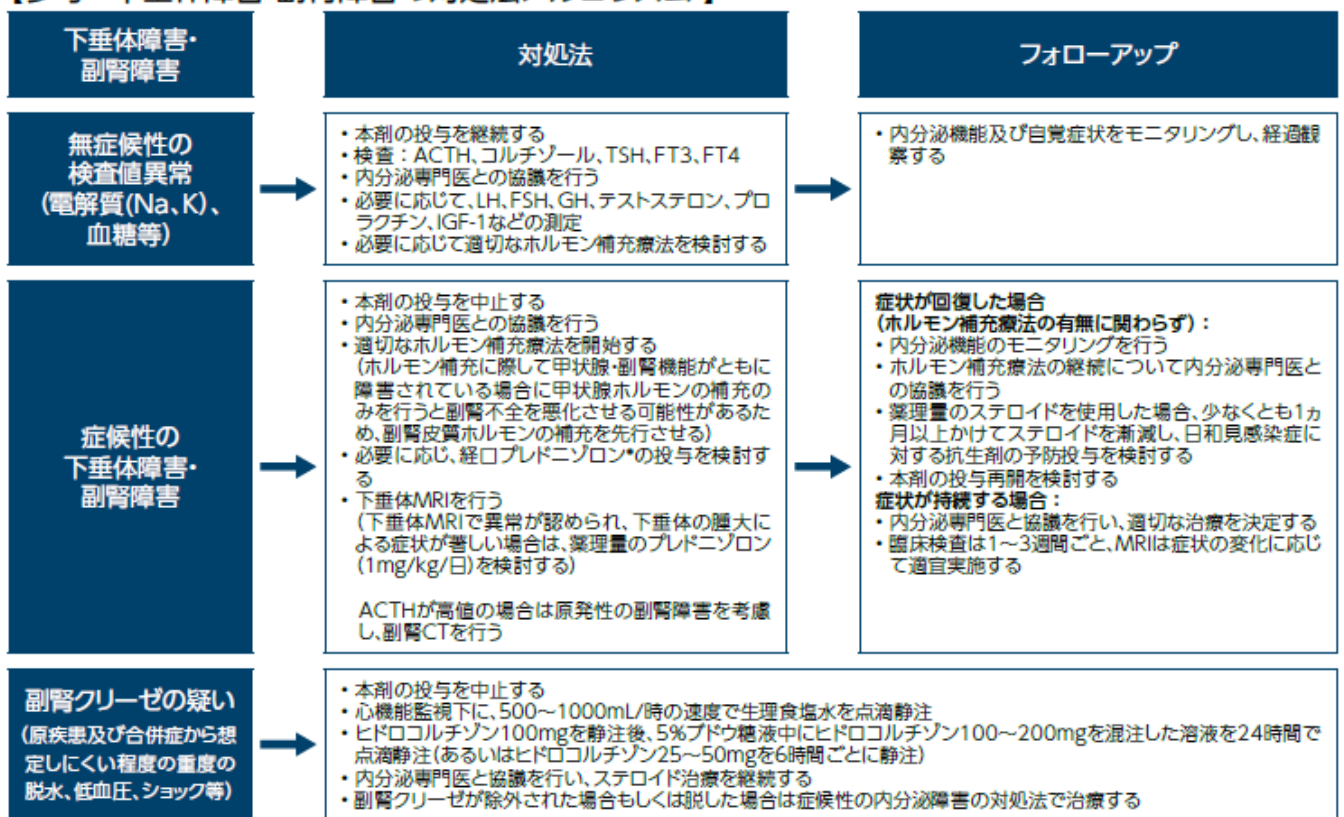 下垂体障害・
副腎障害
対処法
フォローアップ
無症候性の
検査値異常
(電解質(Na、K)、
血糖等)
・本剤の投与を継続する
・検査：ACTH、コルチゾール、TSH、FT3、FT4
・内分泌専門医との協議を行う
・必要に応じて、LH、FSH、GH、テストステロン、プロ
ラクチン、IGF-1などの測定
・必要に応じて適切なホルモン補充療法を検討する
・内分泌機能及び自覚症状をモニタリングし、経過観
察する
症候性の
下垂体障害・
副腎障害
・本剤の投与を中止する
・内分泌専門医との協議を行う
・適切なホルモン補充療法を開始する
(ホルモン補充に際して甲状腺・副腎機能がともに
障害されている場合に甲状腺ホルモンの補充の
みを行うと副腎不全を悪化させる可能性があるた
め、副腎皮質ホルモンの補充を先行させる)
・必要に応じ、経口プレドニゾロン*の投与を検討す
る
・下垂体MRIを行う
(下垂体MRIで異常が認められ、下垂体の腫大に
よる症状が著しい場合は、薬理量のプレドニゾロン
(1mg/kg/日)を検討する)
ACTHが高値の場合は原発性の副腎障害を考慮
し、副腎CTを行う
症状が回復した場合
(ホルモン補充療法の有無に関わらず)：
・内分泌機能のモニタリングを行う
・ホルモン補充療法の継続について内分泌専門医と
の協議を行う
・薬理量のステロイドを使用した場合、少なくとも1ヵ
月以上かけてステロイドを漸減し、日和見感染症に
対する抗生剤の予防投与を検討する
・本剤の投与再開を検討する
症状が持続する場合：
・内分泌専門医と協議を行い、適切な治療を決定する
・臨床検査は1～3週間ごと、MRIは症状の変化に応じ
て適宜実施する
副腎クリーゼの疑い
(原疾患及び合併症から想
定しにくい程度の重度の
脱水、低血圧、ショック等)
・本剤の投与を中止する
・心機能監視下に、500～1000mL/時の速度で生理食塩水を点滴静注
・ヒドロコルチゾン100mgを静注後、5%ブドウ糖液中にヒドロコルチゾン100～200mgを混注した溶液を24時間で
点滴静注(あるいはヒドロコルチゾン25～50mgを6時間ごとに静注)
・内分泌専門医と協議を行い、ステロイド治療を継続する
・副腎クリーゼが除外された場合もしくは脱した場合は症候性の内分泌障害の対処法で治療する